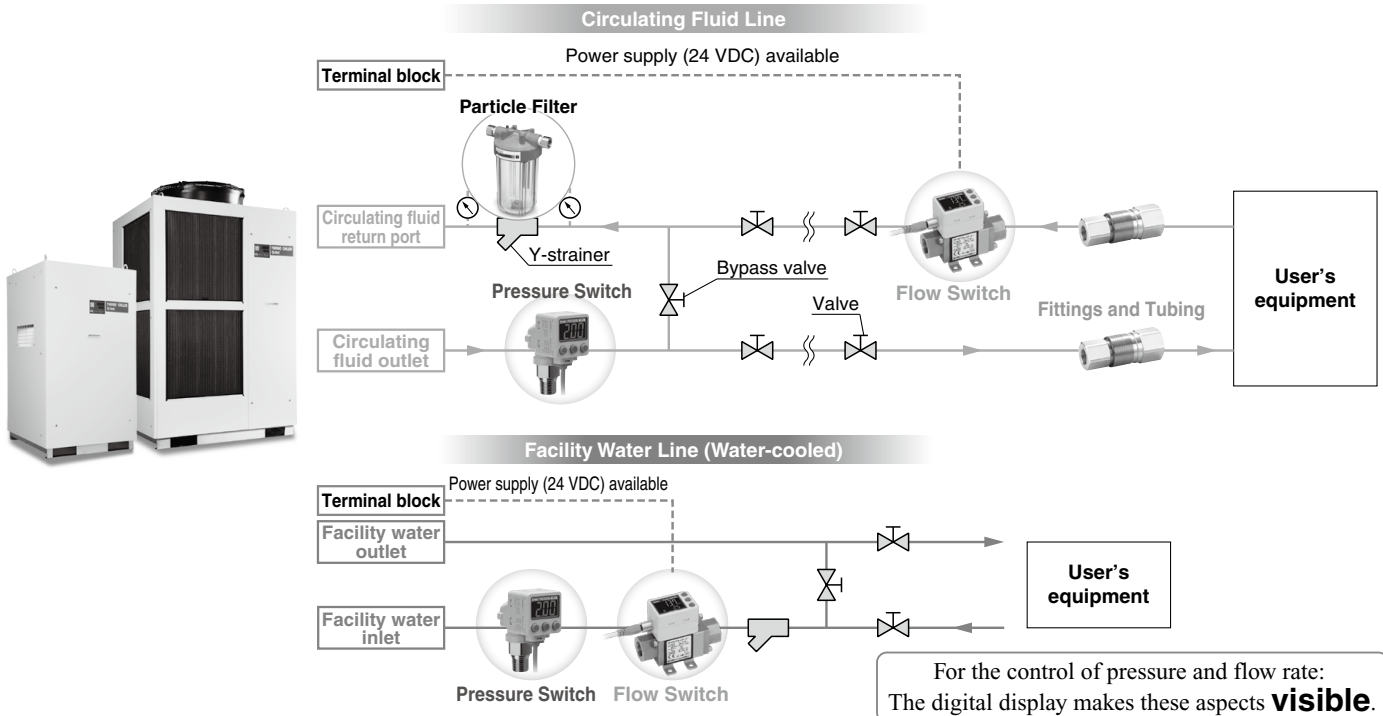 Circulating Fluid Line
Power supply (24 VDC) available
Terminal block
Particle Filter
Circulating fluid
return port
Y-strainer
Bypass valve
Pressure Switch
Flow Switch
Valve
Fittings and Tubing
User's
equipment
Circulating
fluid outlet
200
Facility Water Line (Water-cooled)
Power supply (24 VDC) available
Terminal block
Facility water
outlet
User's
equipment
Facility water
inlet
200
Pressure Switch
Flow Switch
For the control of pressure and flow rate:
The digital display makes these aspects visible.